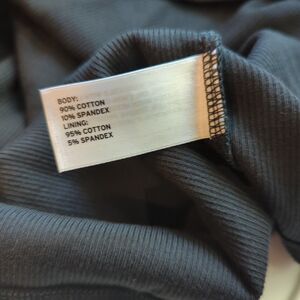 BODY:
90% COTTON
10% SPANDEX
LINING:
95% COTTON
5% SPANDEX